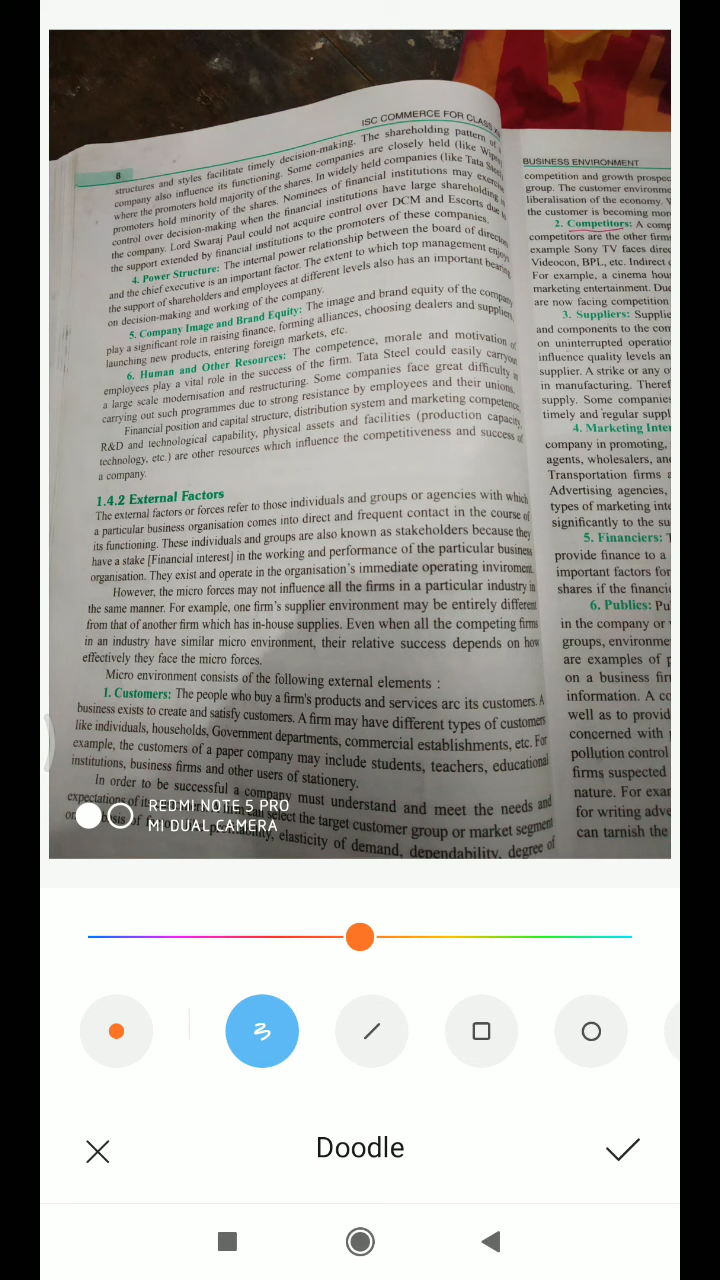 ISC COMMERCE FOR CLASS
8
structures and styles facilitate timely decision-making. The shareholding pattern of
company also influence its functioning. Some companies are closely held (like Wipro
where the promoters hold majority of the shares. In widely held companies (like Tata Steel
promoters hold minority of the shares. Nominees of financial institutions may exercise
control over decision-making when the financial institutions have large shareholding in
the company. Lord Swaraj Paul could not acquire control over DCM and Escorts due to
the support extended by financial institutions to the promoters of these companies.
4. Power Structure: The internal power relationship between the board of directors
and the chief executive is an important factor. The extent to which top management enjoys
the support of shareholders and employees at different levels also has an important bearing
on decision-making and working of the company.
5. Company Image and Brand Equity: The image and brand equity of the company
play a significant role in raising finance, forming alliances, choosing dealers and suppliers,
launching new products, entering foreign markets, etc.
6. Human and Other Resources: The competence, morale and motivation of
employees play a vital role in the success of the firm. Tata Steel could easily carryout
a large scale modernisation and restructuring. Some companies face great difficulty in
carrying out such programmes due to strong resistance by employees and their unions.
Financial position and capital structure, distribution system and marketing competence,
R&D and technological capability, physical assets and facilities (production capacity,
technology, etc.) are other resources which influence the competitiveness and success of
a company.
1.4.2 External Factors
The external factors or forces refer to those individuals and groups or agencies with which
a particular business organisation comes into direct and frequent contact in the course of
its functioning. These individuals and groups are also known as stakeholders because they
have a stake [Financial interest] in the working and performance of the particular business
organisation. They exist and operate in the organisation's immediate operating inviroment.
However, the micro forces may not influence all the firms in a particular industry in
the same manner. For example, one firm's supplier environment may be entirely different
from that of another firm which has in-house supplies. Even when all the competing firms
in an industry have similar micro environment, their relative success depends on how
effectively they face the micro forces.
Micro environment consists of the following external elements :
1. Customers: The people who buy a firm's products and services arc its customers. A
business exists to create and satisfy customers. A firm may have different types of customers
like individuals, households, Government departments, commercial establishments, etc. For
example, the customers of a paper company may include students, teachers, educational
institutions, business firms and other users of stationery.
In order to be successful a company must understand and meet the needs and
expectations of its can select the target customer group or market segment
on basis of elasticity of demand, dependability, degree of
BUSINESS ENVIRONMENT
competition and growth
group. The customer
liberalisation of the economy.
the customer is becoming
2. Competitors: A
competitors are the other firms
example Sony TV faces
Videocon, BPL, etc. Indirect
For example, a cinema
marketing entertainment.
are now facing competition
3. Suppliers:
and components to the
on uninterrupted
influence quality levels
supplier. A strike or any
in manufacturing.
supply. Some companies
timely and regular
4. Marketing
company in promoting,
agents, wholesalers,
Transportation firms
Advertising agencies,
types of marketing
significantly to the
5. Financiers:
provide finance to a
important factors for
shares if the
6. Publics:
in the company or
groups,
are examples of
on a business
information. A
well as to
concerned with
pollution control
firms suspected
nature. For
for writing
can tarnish the
REDMI NOTE 5 PRO
MI DUAL CAMERA
Doodle